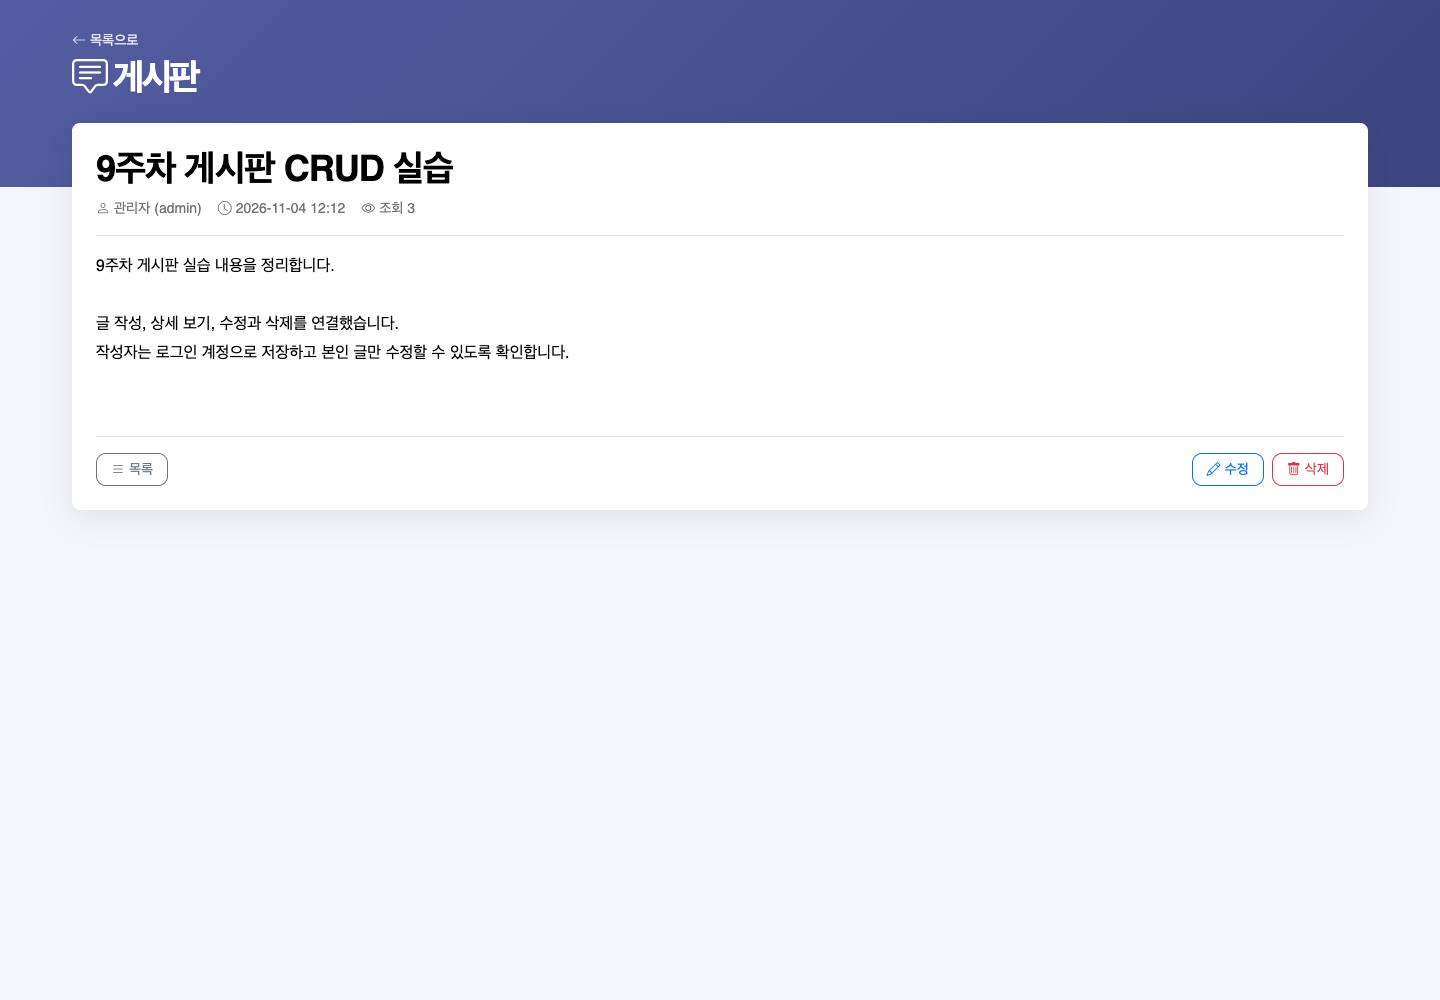 목록으로
게시판
9주차 게시판 CRUD 실습
관리자 (admin) 2026-11-04 12:12 조회 3
9주차 게시판 실습 내용을 정리합니다.
글 작성, 상세 보기, 수정과 삭제를 연결했습니다.
작성자는 로그인 계정으로 저장하고 본인 글만 수정할 수 있도록 확인합니다.
목록 수정 삭제